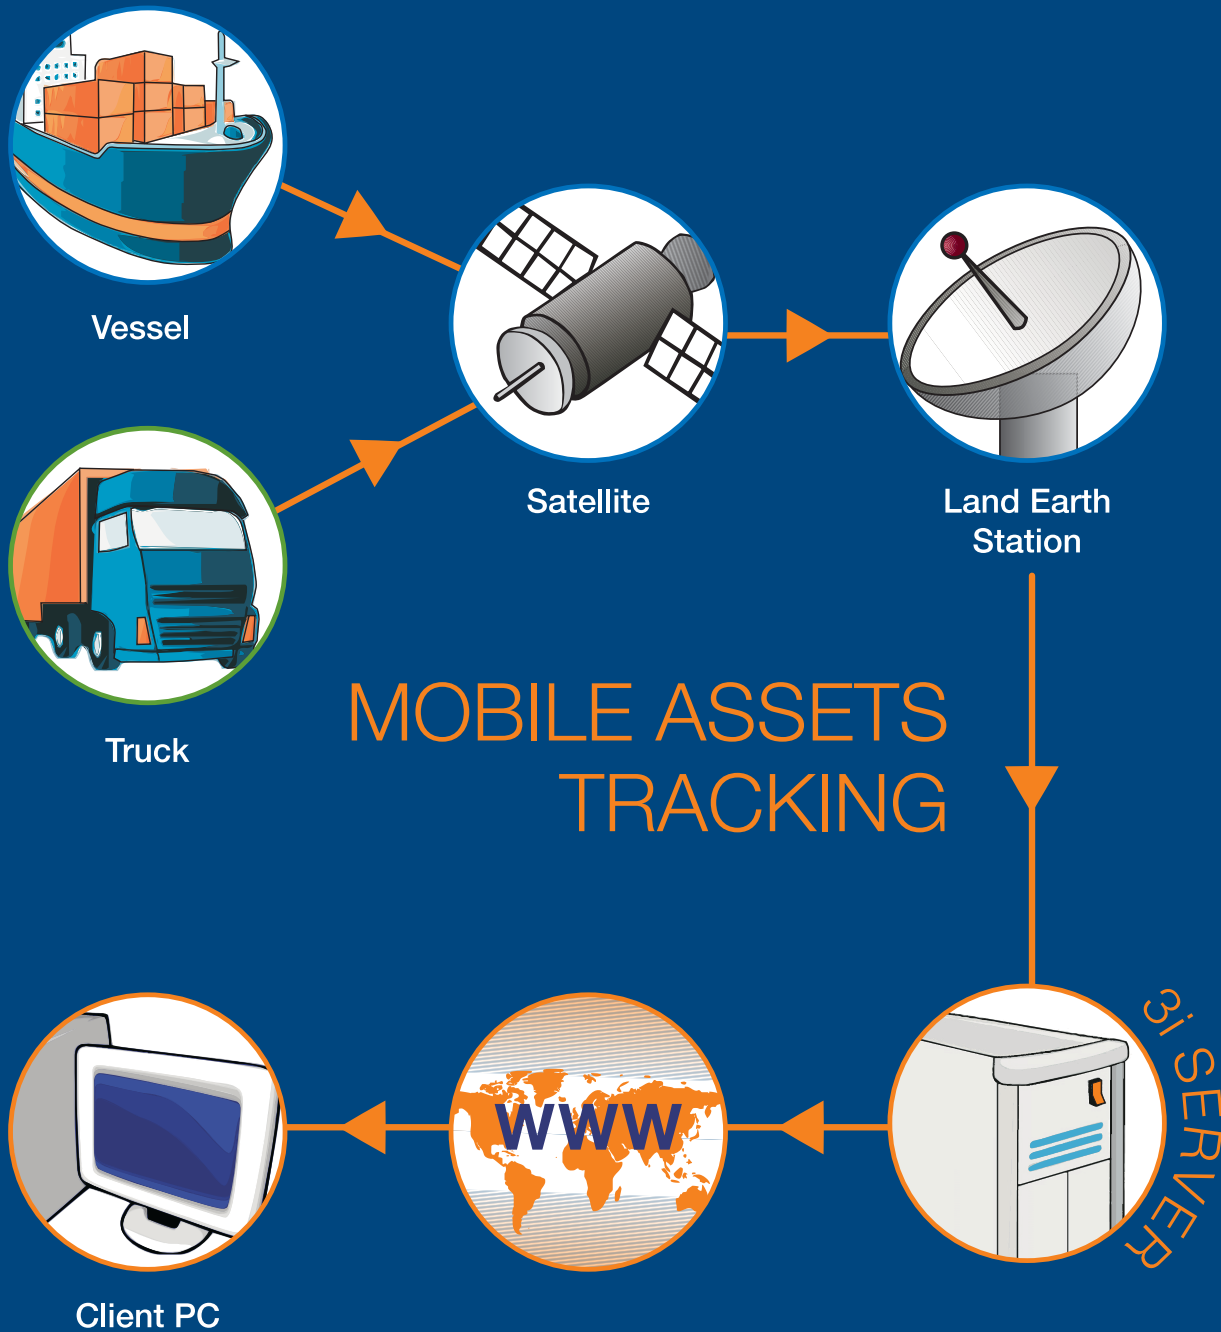 Vessel
Satellite
Land Earth
Station
Truck
MOBILE ASSETS
TRACKING
3i SERVER
WWW
Client PC